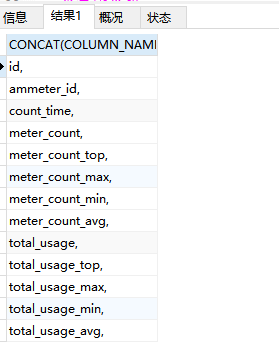 信息 结果1 概况 状态
CONCAT(COLUMN_NAM
id,
ammeter_id,
count_time,
meter_count,
meter_count_top,
meter_count_max,
meter_count_min,
meter_count_avg,
total_usage,
total_usage_top,
total_usage_max,
total_usage_min,
total_usage_avg,